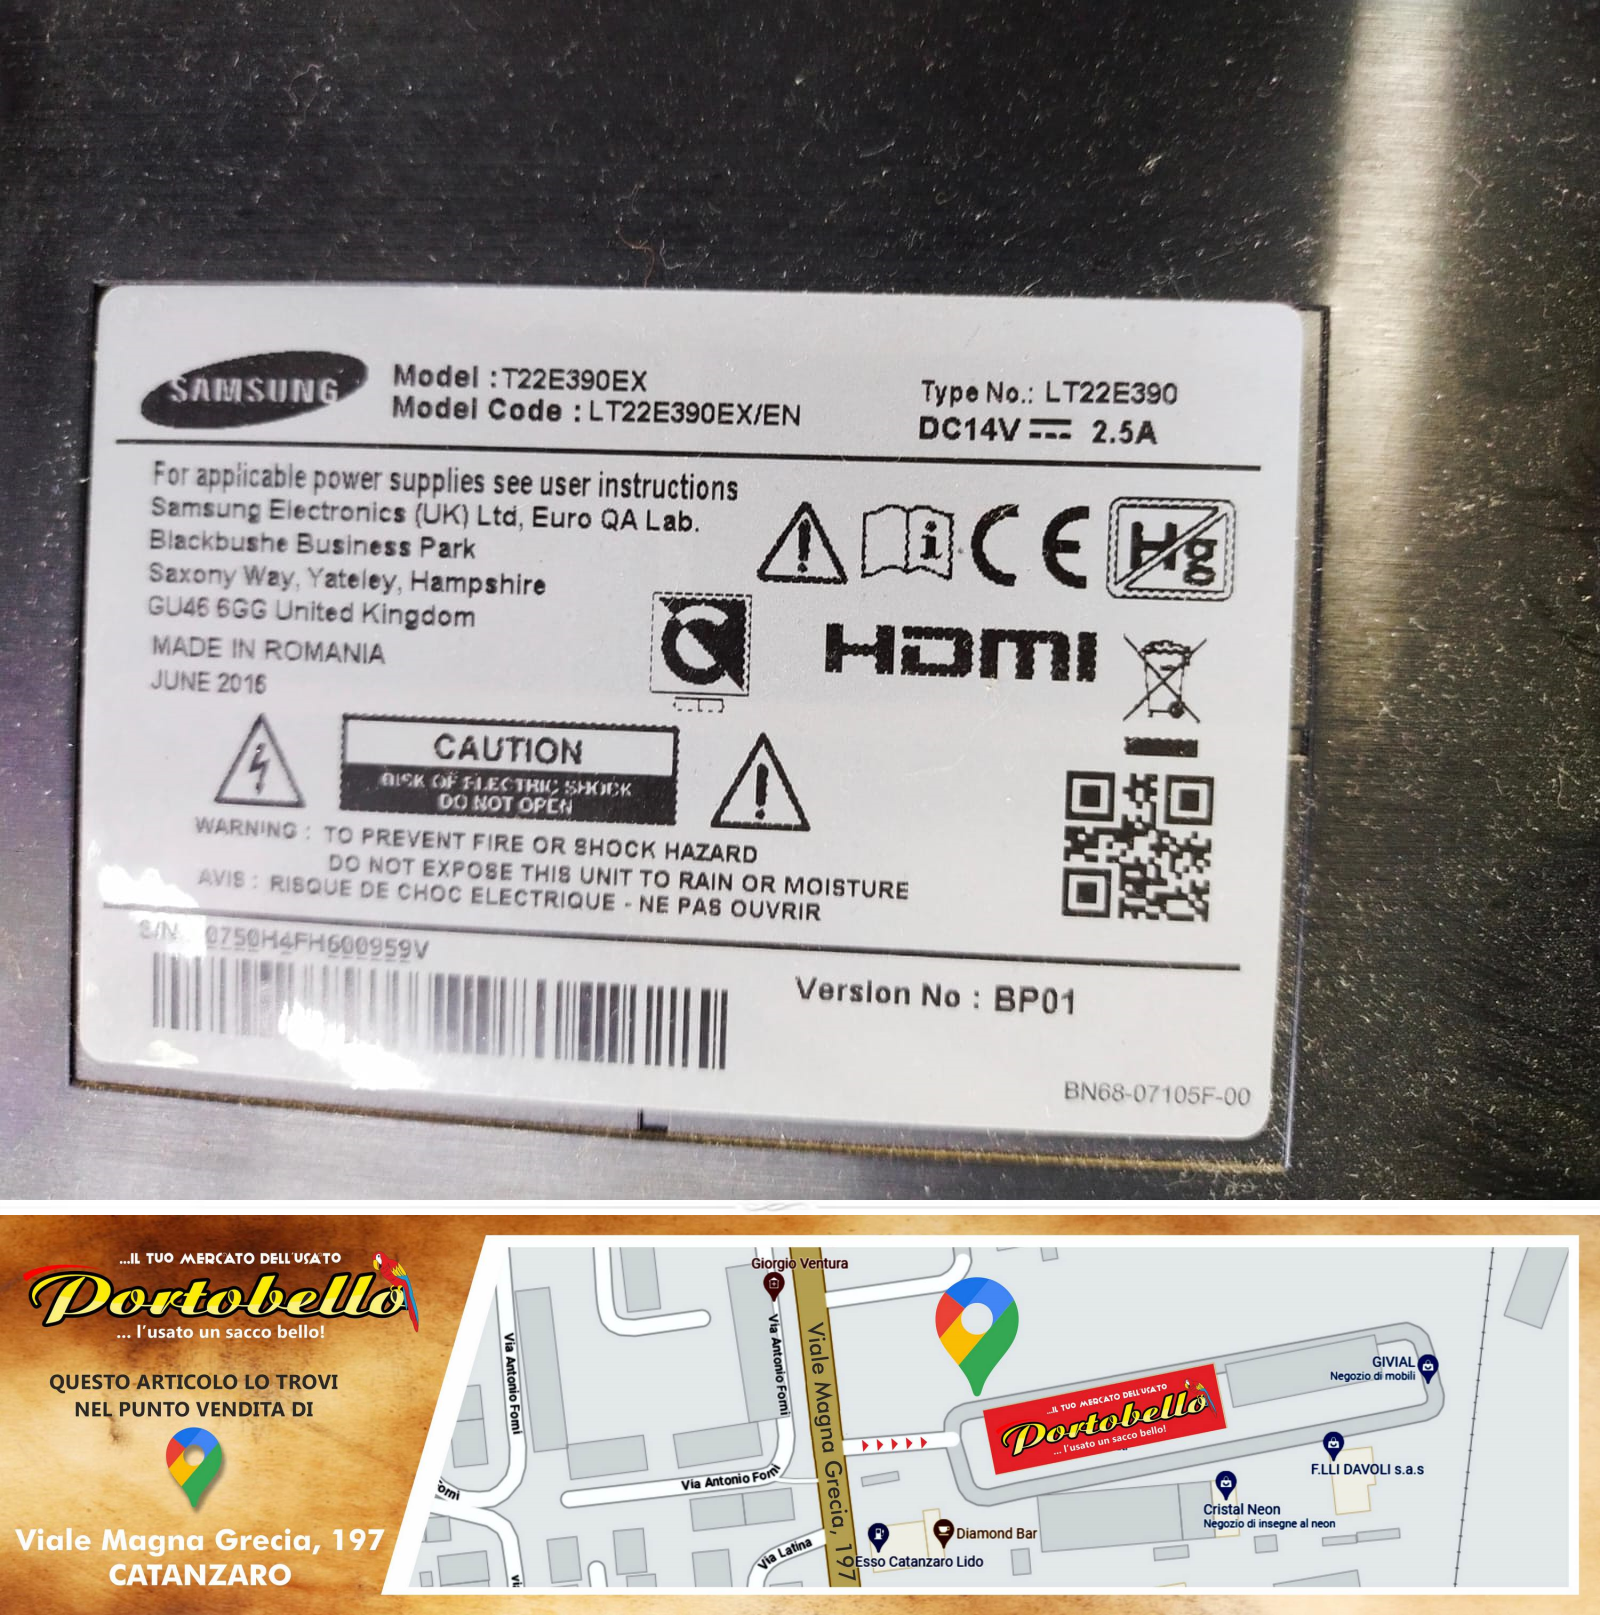 SAMSUNG
Model : T22E390EX
Model Code : LT22E390EX/EN
Type No.: LT22E390
DC14V 2.5A
For applicable power supplies see user instructions
Samsung Electronics (UK) Ltd, Euro QA Lab.
Blackbushe Business Park
Saxony Way, Yateley, Hampshire
GU46 6GG United Kingdom
MADE IN ROMANIA
JUNE 2016
i
CE
Hg
HDMI
CAUTION
RISK OF ELECTRIC SHOCK
DO NOT OPEN
WARNING : TO PREVENT FIRE OR SHOCK HAZARD
DO NOT EXPOSE THIS UNIT TO RAIN OR MOISTURE
AVIS : RISQUE DE CHOC ELECTRIQUE - NE PAS OUVRIR
S/N 0750H4FH600959V
Version No : BP01
BN68-07105F-00
...IL TUO MERCATO DELL'USATO
Portobello
... l'usato un sacco bello!
QUESTO ARTICOLO LO TROVI
NEL PUNTO VENDITA DI
Viale Magna Grecia, 197
CATANZARO
Giorgio Ventura
Via Antonio Forni
Via Antonio Forni
Viale Magna Grecia, 197
GIVIAL
Negozio di mobili
...IL TUO MERCATO DELL'USATO
Portobello
... l'usato un sacco bello!
Via Antonio Forni
F.LLI DAVOLI s.a.s
Cristal Neon
Negozio di insegne al neon
Diamond Bar
Esso Catanzaro Lido
Via Latina